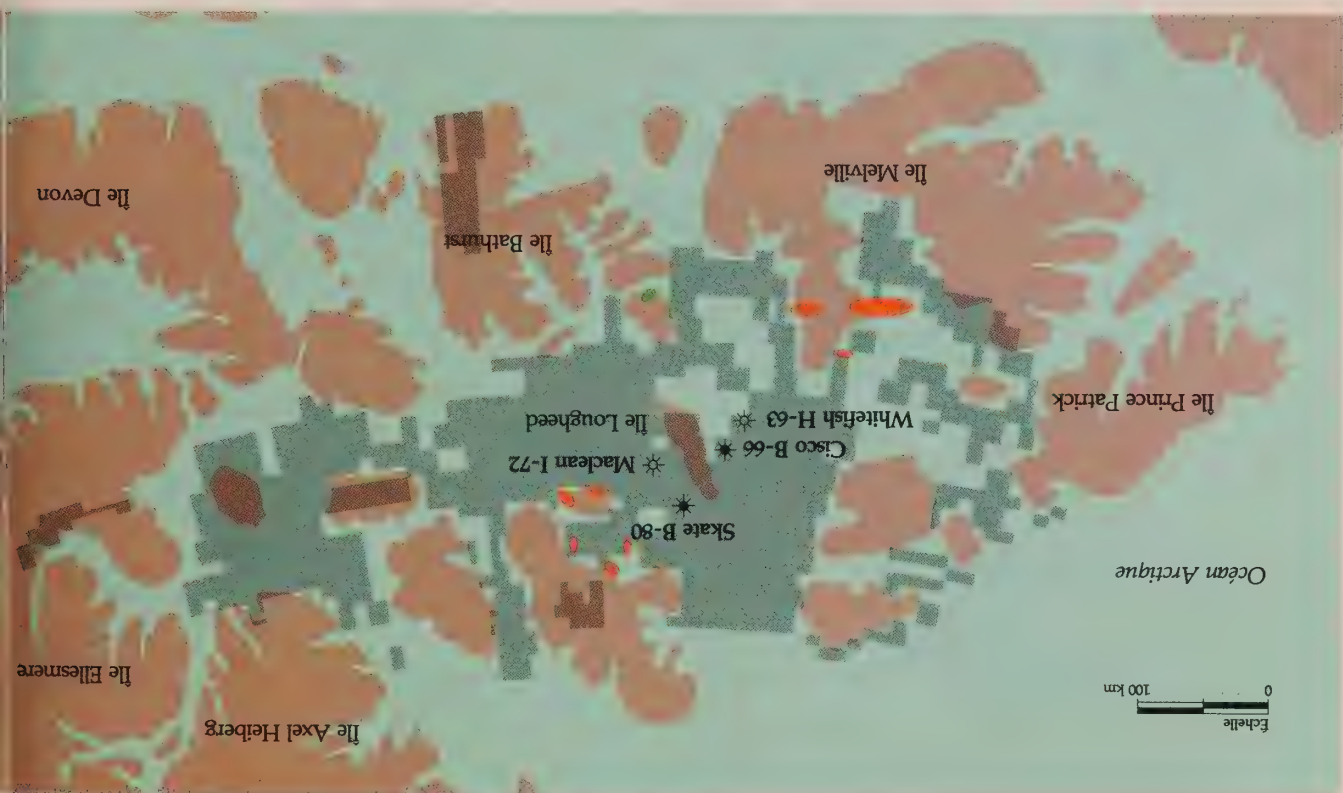 Échelle
0 100 km
Île Axel Heiberg
Île Ellesmere
Océan Arctique
Skate B-80
Maclean I-72
Cisco B-66
Whitefish H-63
Île Lougheed
Île Prince Patrick
Île Bathurst
Île Devon
Île Melville